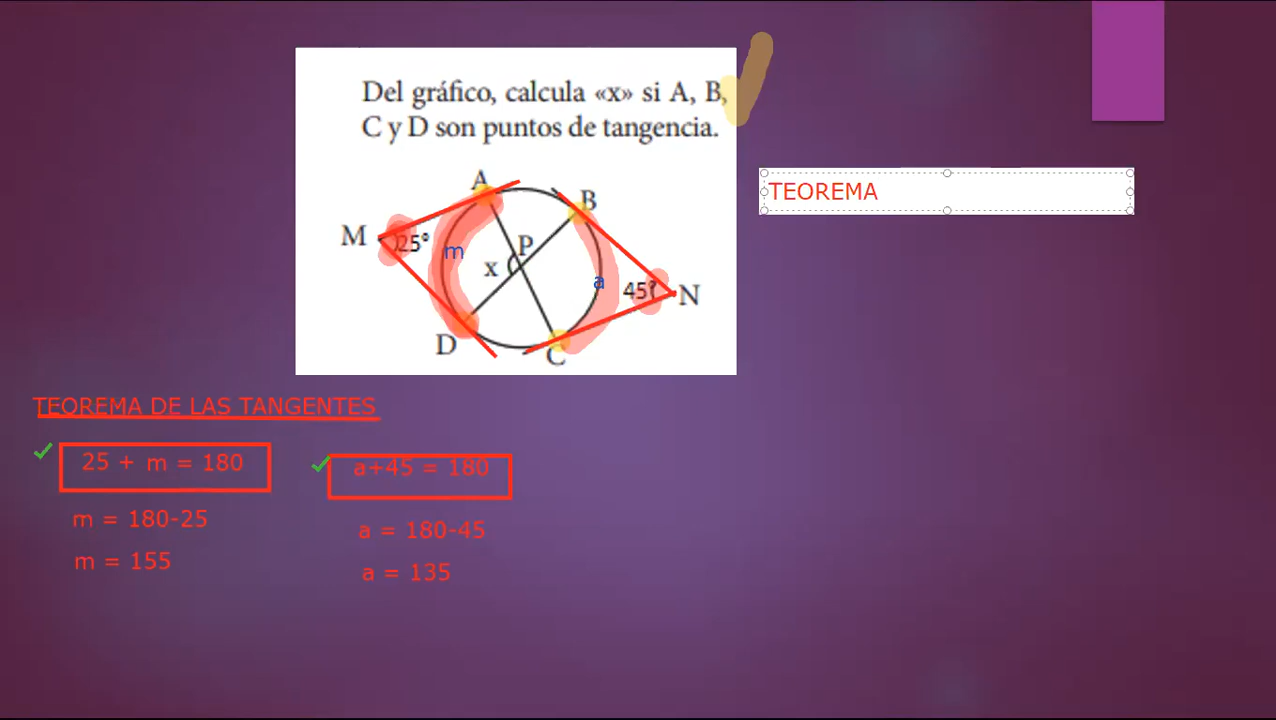 Del gráfico, calcula «x» si A, B,
C y D son puntos de tangencia.
TEOREMA
A
B
M
25°
m
P
x
a
45°
N
D
C
TEOREMA DE LAS TANGENTES
25 + m = 180
a+45 = 180
m = 180-25
a = 180-45
m = 155
a = 135